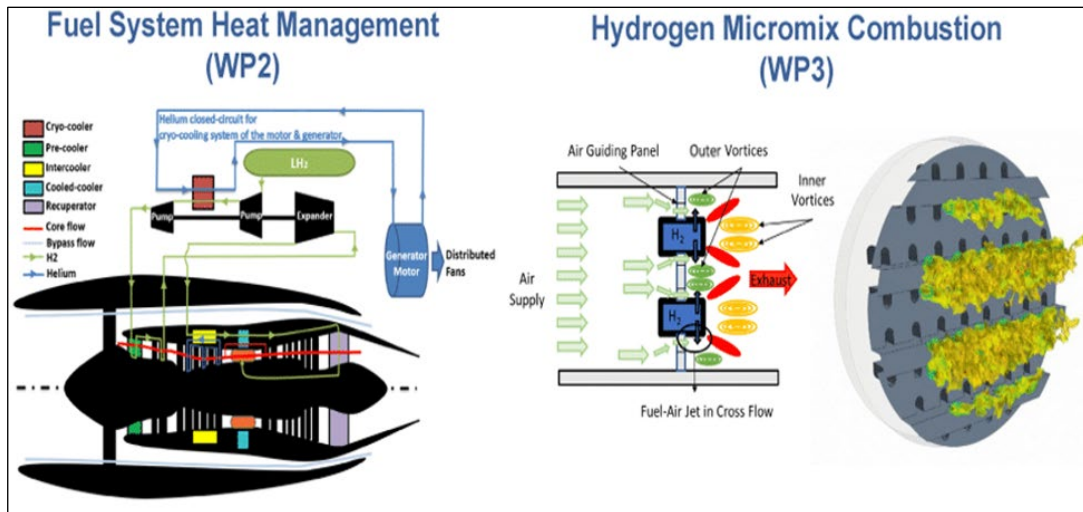 Fuel System Heat Management
(WP2)
Helium closed-circuit for
cryo-cooling system of the motor & generator
Cryo-cooler
Pre-cooler
Intercooler
Cooled-cooler
Recuperator
Core flow
Bypass flow
H2
Helium
LH₂
Pump
Pump
Expander
Generator
Motor
Distributed
Fans
Hydrogen Micromix Combustion
(WP3)
Air Guiding Panel
Outer Vortices
Inner
Vortices
H₂
Air
Supply
Exhaust
H₂
Fuel-Air Jet in Cross Flow